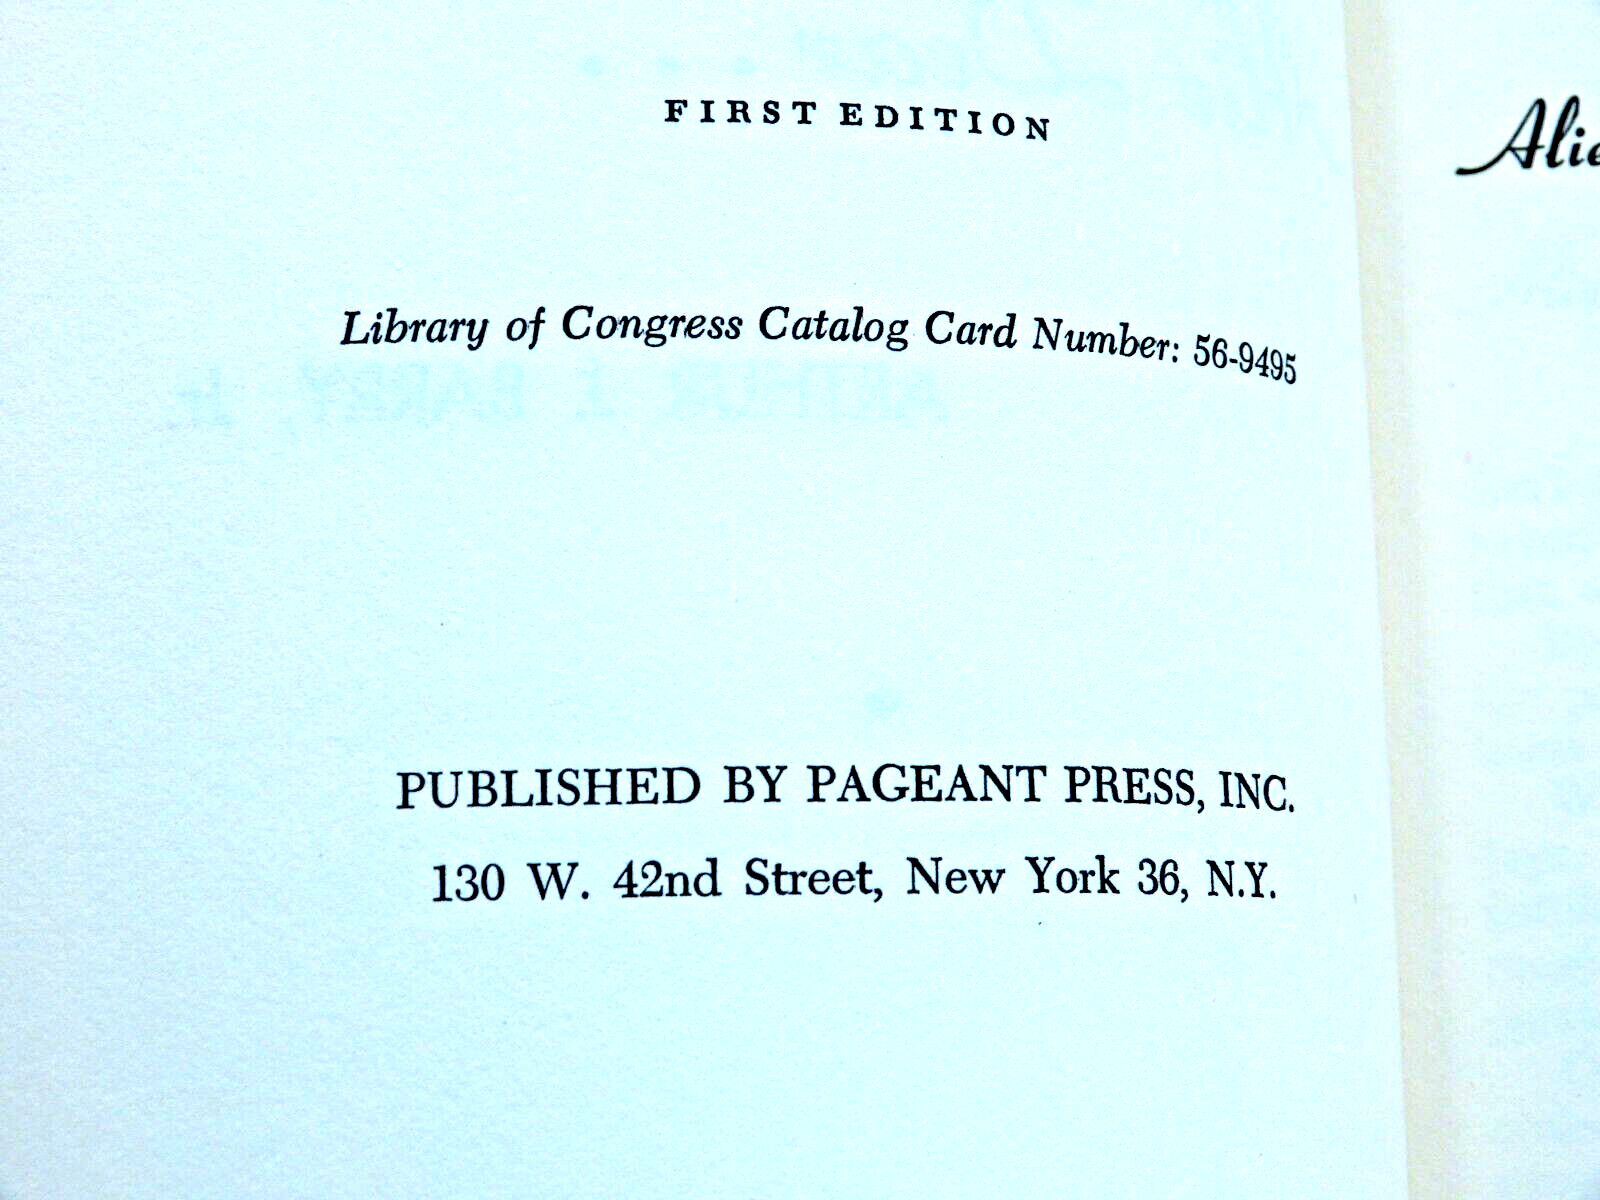 FIRST EDITION
Library of Congress Catalog Card Number: 56-9495
PUBLISHED BY PAGEANT PRESS, INC.
130 W. 42nd Street, New York 36, N.Y.